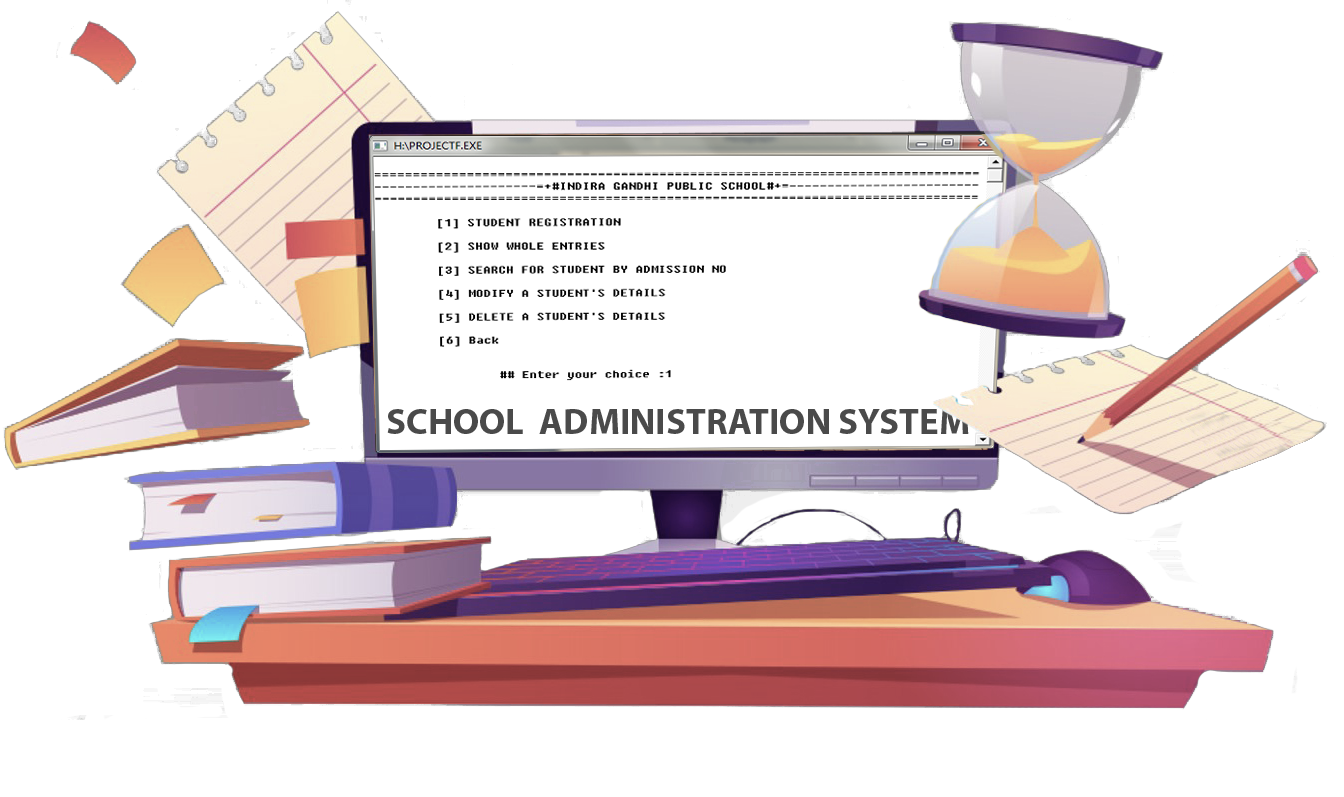 H:\PROJECTF.EXE
=+#INDIRA GANDHI PUBLIC SCHOOL#+=
[1] STUDENT REGISTRATION
[2] SHOW WHOLE ENTRIES
[3] SEARCH FOR STUDENT BY ADMISSION NO
[4] MODIFY A STUDENT'S DETAILS
[5] DELETE A STUDENT'S DETAILS
[6] Back
## Enter your choice :1
SCHOOL ADMINISTRATION SYSTEM